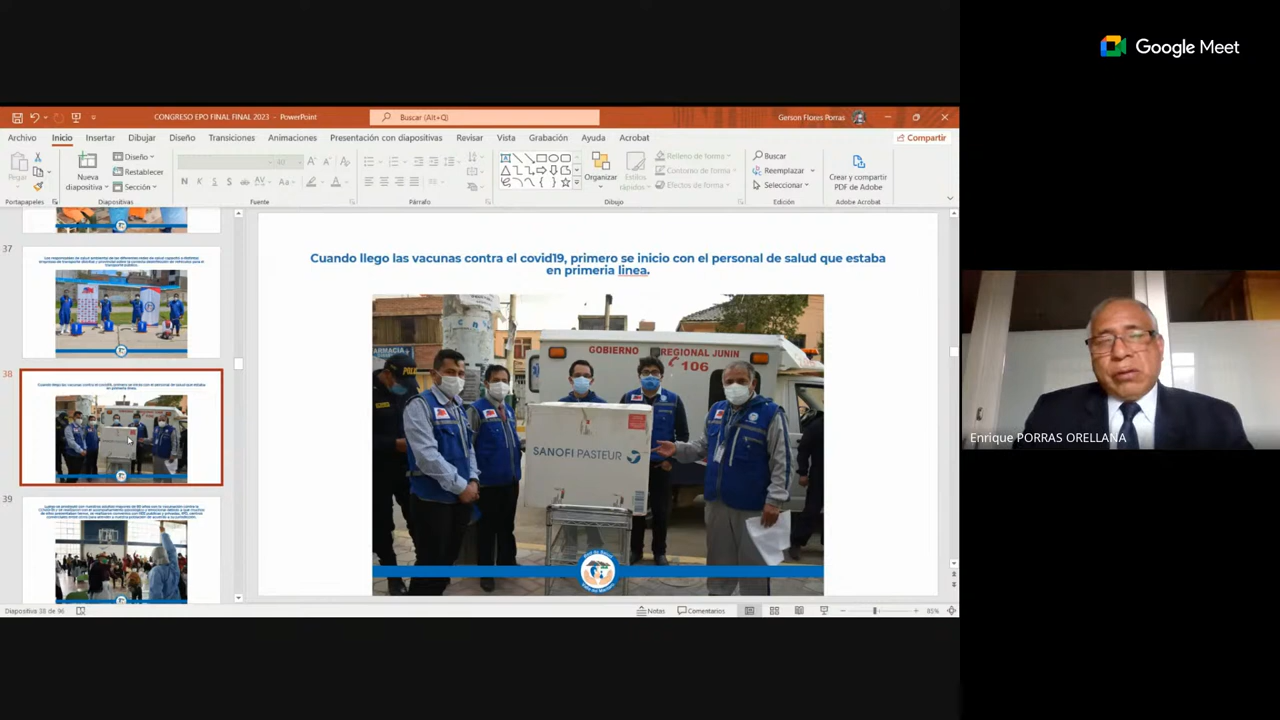 Google Meet
CONGRESO EPO FINAL FINAL 2023 - PowerPoint
Buscar (Alt+Q)
Gerson Flores Porras
Archivo Inicio Insertar Dibujar Diseño Transiciones Animaciones Presentación con diapositivas Revisar Vista Grabación Ayuda Acrobat
Compartir
Pegar
Nueva diapositiva
Diseño
Restablecer
Sección
Organizar
Estilos rápidos
Relleno de forma
Contorno de forma
Efectos de forma
Buscar
Reemplazar
Seleccionar
Crear y compartir PDF de Adobe
Portapapeles Diapositivas Fuente Párrafo Dibujo Edición Adobe Acrobat
37
38
39
Cuando llego las vacunas contra el covid19, primero se inicio con el personal de salud que estaba
en primeria linea.
GOBIERNO REGIONAL JUNIN
106
SANOFI PASTEUR
Enrique PORRAS ORELLANA
Diapositiva 38 de 96
Notas
Comentarios